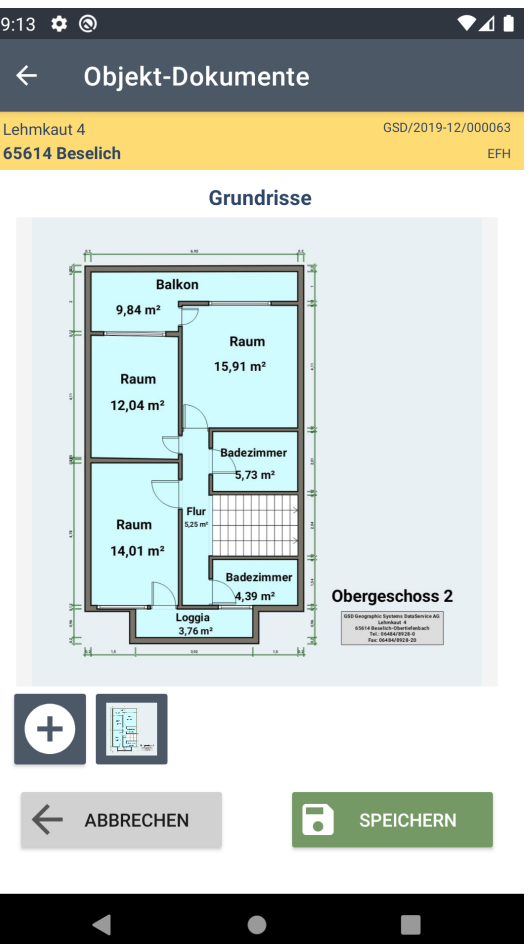 9:13
Objekt-Dokumente
Lehmkaut 4
GSD/2019-12/000063
65614 Beselich
EFH
Grundrisse
Balkon
9,84 m²
Raum
15,91 m²
Raum
12,04 m²
Badezimmer
5,73 m²
Flur
5,25 m²
Raum
14,01 m²
Badezimmer
4,39 m²
Obergeschoss 2
Loggia
3,76 m²
GSD Geographic Systems DataService AG
Lehmkaut 4
65614 Beselich-Obertiefenbach
Tel.: 06484/8928-0
Fax: 06484/8928-20
ABBRECHEN
SPEICHERN